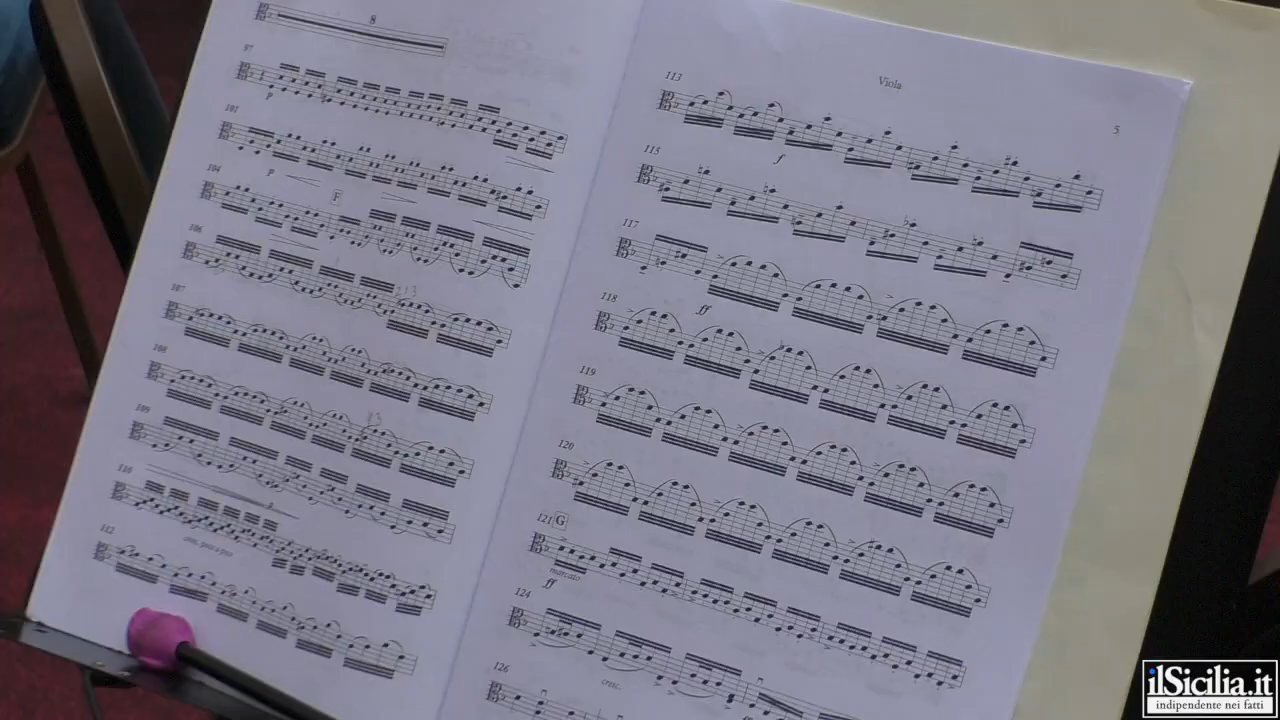 8
97
p
101
p
104
F
106
107
108
109
110
112
Viola
5
113
f
115
117
ff
118
119
120
121 G
marcato
ff
124
cresc.
126
ilSicilia.it
indipendente nei fatti